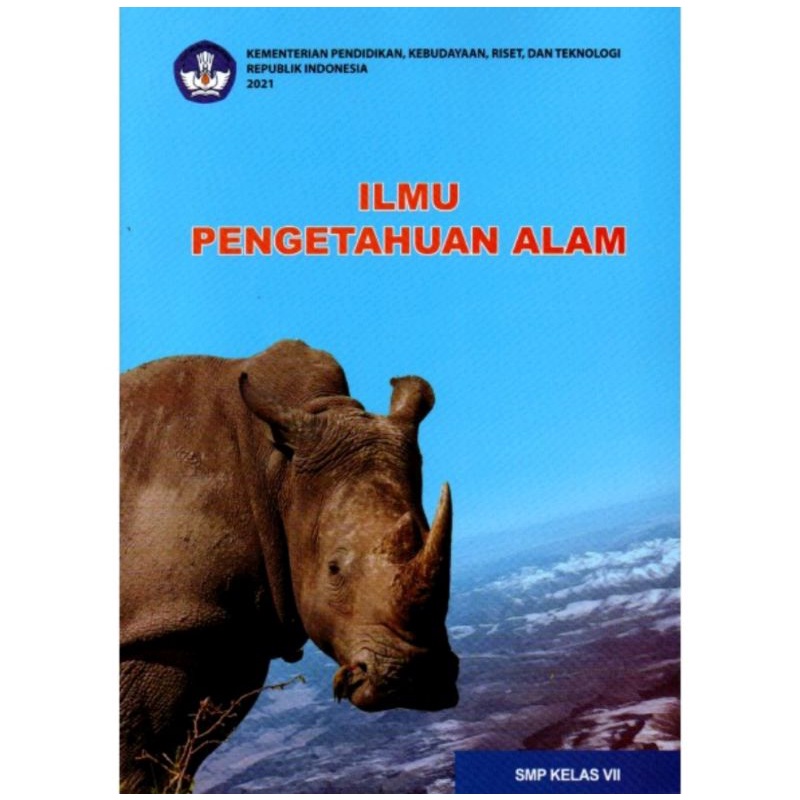 KEMENTERIAN PENDIDIKAN, KEBUDAYAAN, RISET, DAN TEKNOLOGI
REPUBLIK INDONESIA
2021
ILMU
PENGETAHUAN ALAM
SMP KELAS VII